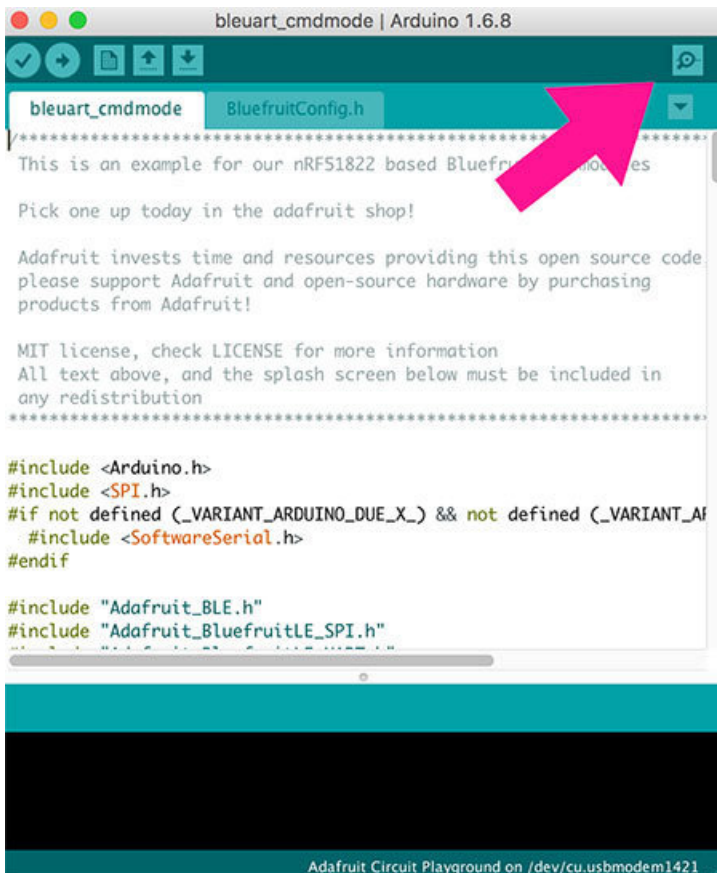 bleuart_cmdmode | Arduino 1.6.8
bleuart_cmdmode BluefruitConfig.h
/*********************************************************************
This is an example for our nRF51822 based Bluefr
Pick one up today in the adafruit shop!
Adafruit invests time and resources providing this open source code
please support Adafruit and open-source hardware by purchasing
products from Adafruit!
MIT license, check LICENSE for more information
All text above, and the splash screen below must be included in
any redistribution
*********************************************************************
#include <Arduino.h>
#include <SPI.h>
#if not defined (_VARIANT_ARDUINO_DUE_X_) && not defined (_VARIANT_A
#include <SoftwareSerial.h>
#endif
#include "Adafruit_BLE.h"
#include "Adafruit_BluefruitLE_SPI.h"
Adafruit Circuit Playground on /dev/cu.usbmodem1421